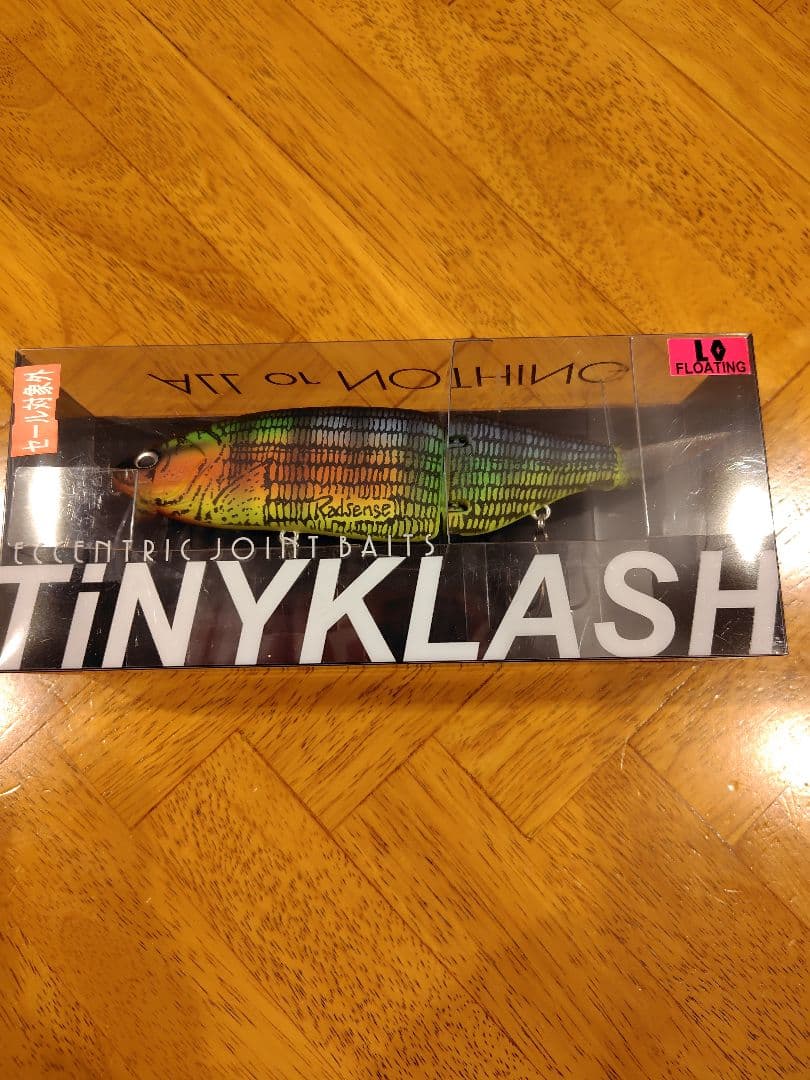 LO
FLOATING
セール対象外
ALL or NOTHING
Radsense
ECCENTRIC JOINT BAITS
TiNYKLASH